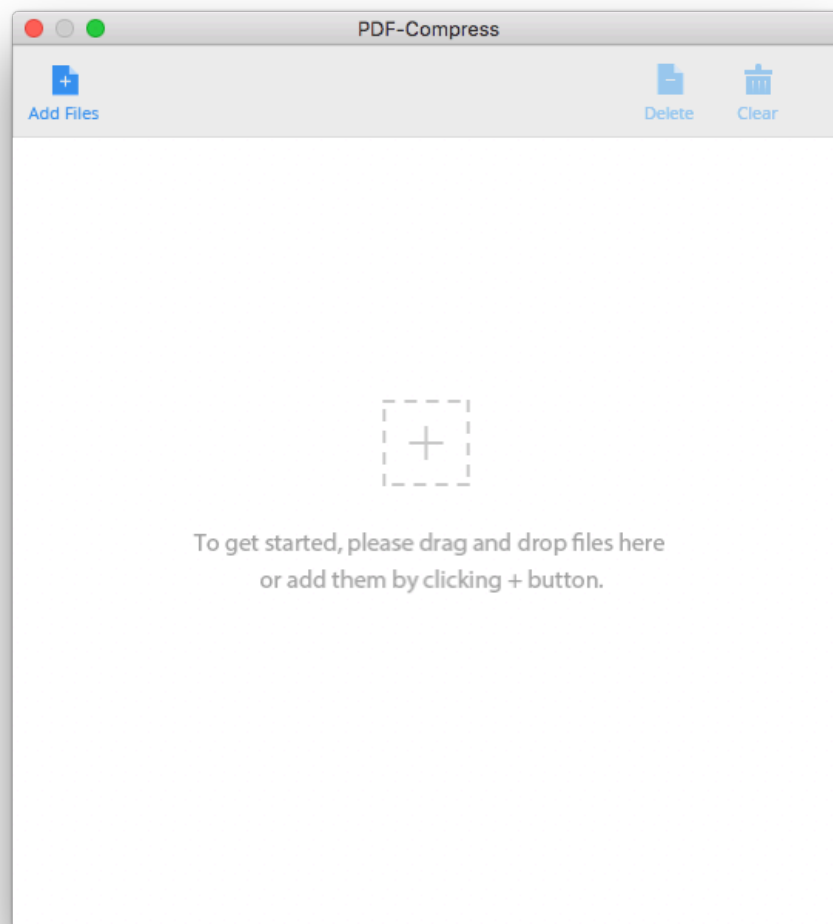 PDF-Compress
Add Files
Delete
Clear
To get started, please drag and drop files here
or add them by clicking + button.